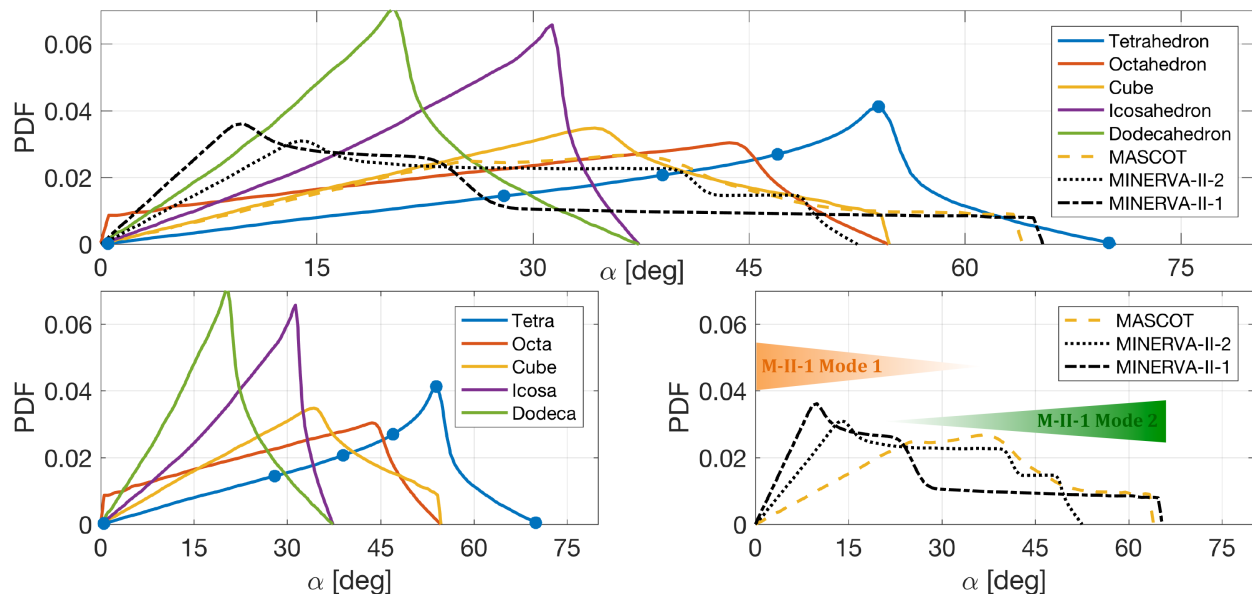 PDF
0.06
0.04
0.02
0
0
15
30
45
60
75
α [deg]
Tetrahedron
Octahedron
Cube
Icosahedron
Dodecahedron
MASCOT
MINERVA-II-2
MINERVA-II-1
PDF
0.06
0.04
0.02
0
0
15
30
45
60
75
α [deg]
Tetra
Octa
Cube
Icosa
Dodeca
PDF
0.06
0.04
0.02
0
0
15
30
45
60
75
α [deg]
MASCOT
MINERVA-II-2
MINERVA-II-1
M-II-1 Mode 1
M-II-1 Mode 2